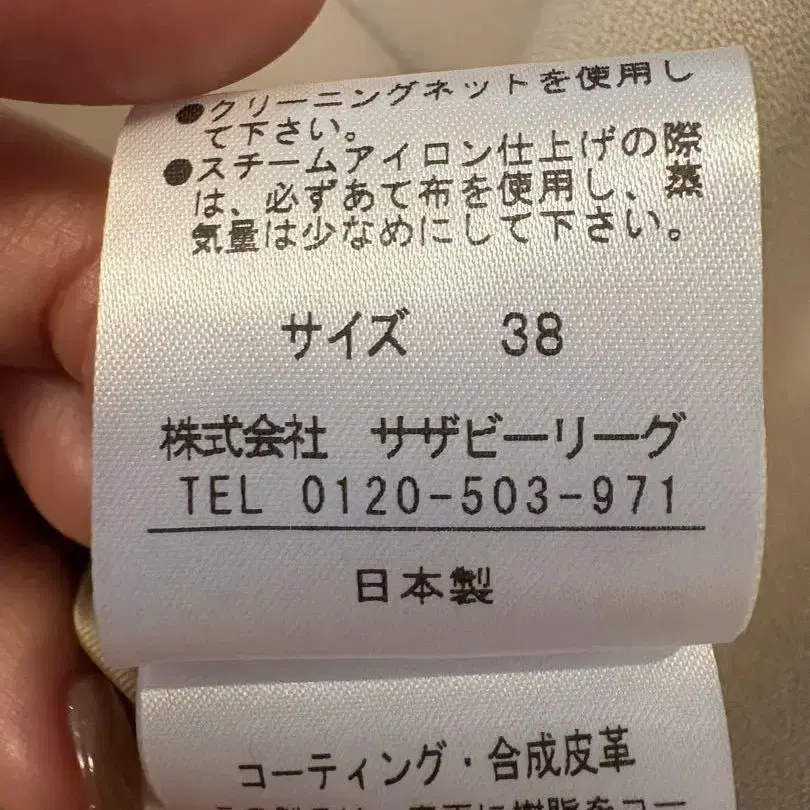 ●クリーニングネットを使用し
て下さい。
●スチームアイロン仕上げの際
は、必ずあて布を使用し、蒸
気量は少なめにして下さい。
サイズ 38
株式会社 サザビーリーグ
TEL 0120-503-971
日本製
コーティング・合成皮革